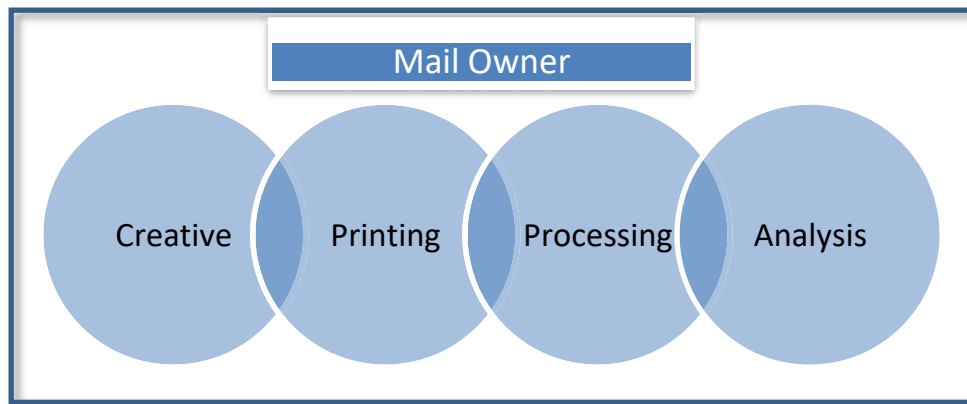 Mail Owner
Creative
Printing
Processing
Analysis